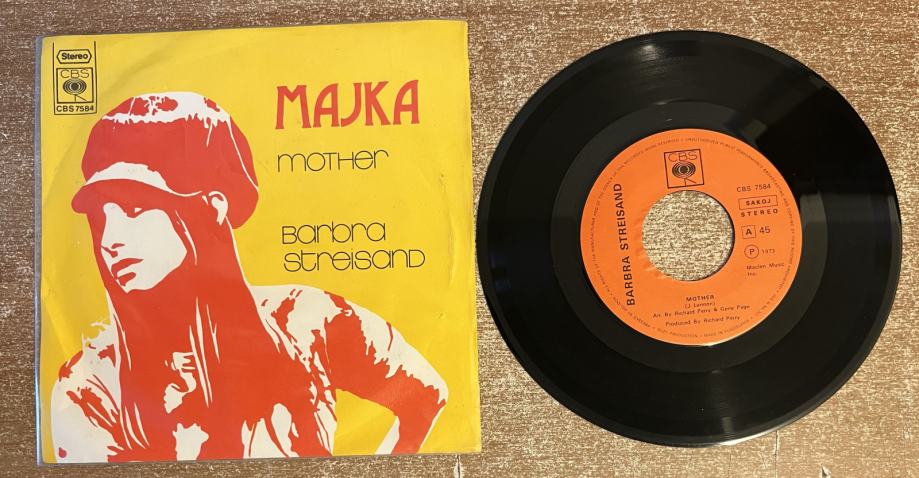 Stereo
CBS
CBS 7584
MAJKA
mother
Barbra
Streisand
CBS
CBS 7584
SAKOJ
STEREO
A 45
P 1973
Maclen Music
Inc.
BARBRA STREISAND
MOTHER
(J. Lennon)
Arr. By Richard Perry & Gene Page
Produced By Richard Perry